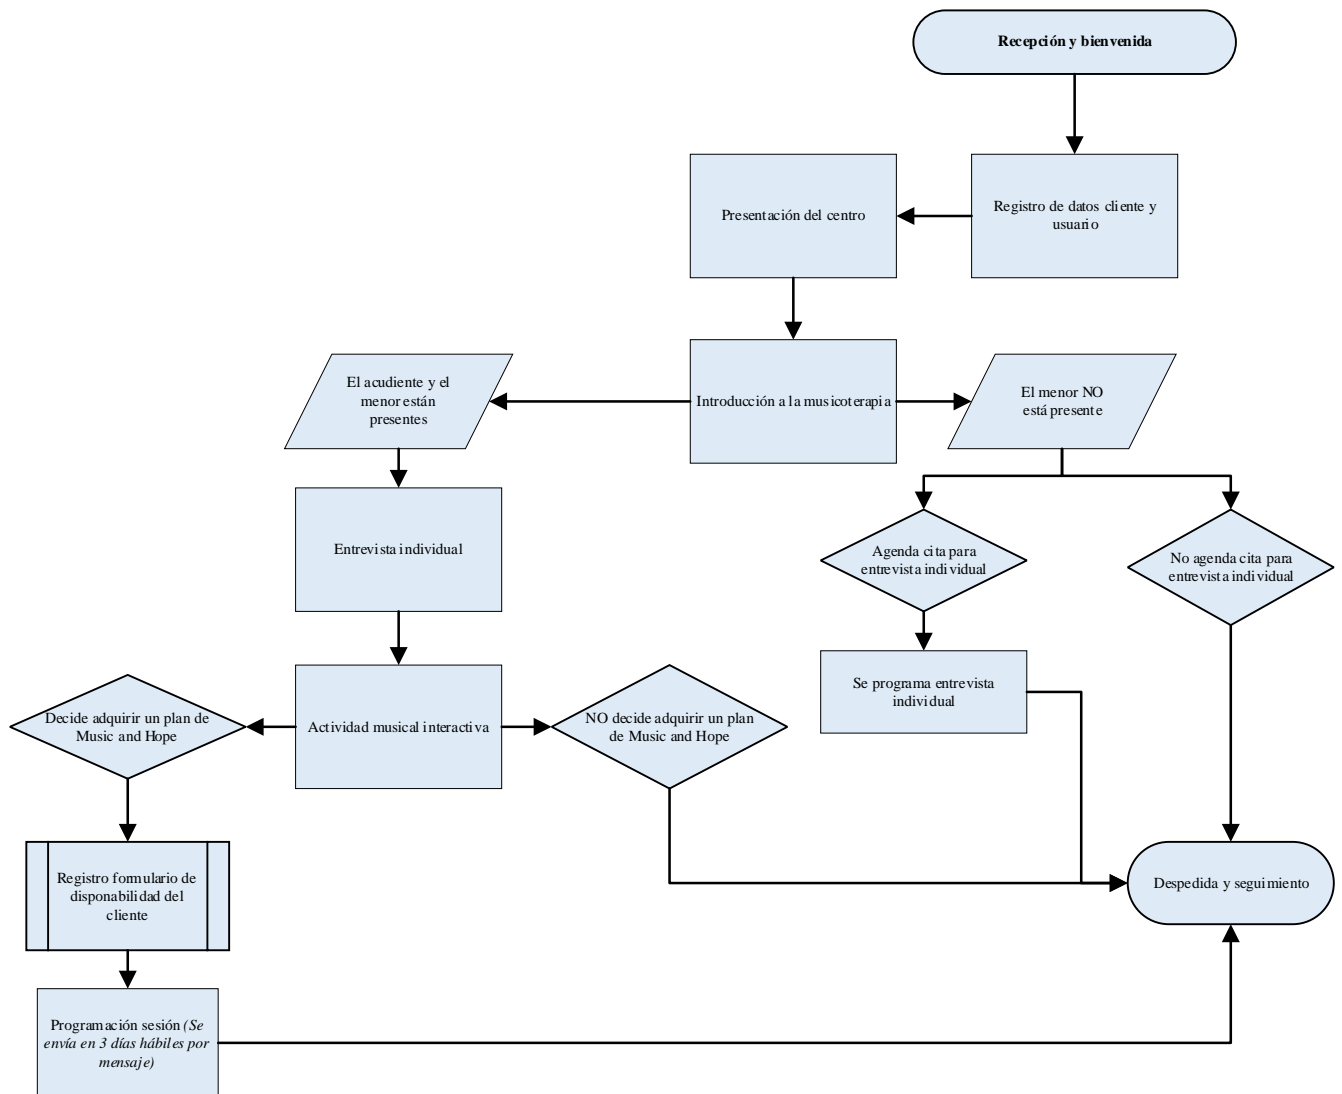 Recepción y bienvenida
Registro de datos cliente y
usuario
Presentación del centro
Introducción a la musicoterapia
El acudiente y el
menor están
presentes
El menor NO
está presente
Entrevista individual
Agenda cita para
entrevista individual
No agenda cita para
entrevista individual
Se programa entrevista
individual
Actividad musical interactiva
Decide adquirir un plan de
Music and Hope
NO decide adquirir un plan
de Music and Hope
Registro formulario de
disponabilidad del
cliente
Despedida y seguimiento
Programación sesión (Se
envía en 3 días hábiles por
mensaje)